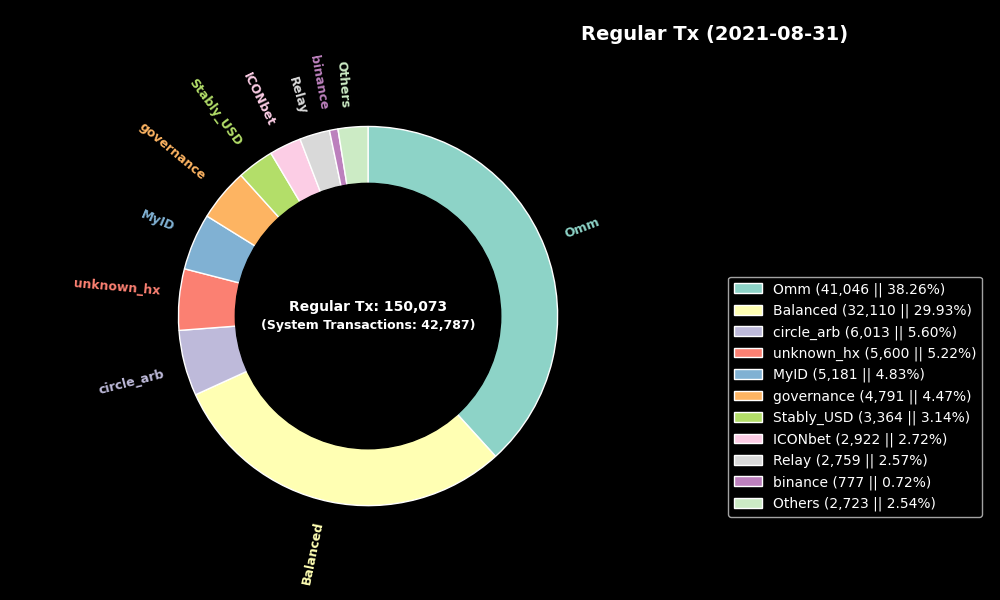 Regular Tx (2021-08-31)
Others
binance
Relay
ICONbet
Stably_USD
governance
MyID
unknown_hx
circle_arb
Balanced
Omm
Regular Tx: 150,073
(System Transactions: 42,787)
Omm (41,046 || 38.26%)
Balanced (32,110 || 29.93%)
circle_arb (6,013 || 5.60%)
unknown_hx (5,600 || 5.22%)
MyID (5,181 || 4.83%)
governance (4,791 || 4.47%)
Stably_USD (3,364 || 3.14%)
ICONbet (2,922 || 2.72%)
Relay (2,759 || 2.57%)
binance (777 || 0.72%)
Others (2,723 || 2.54%)